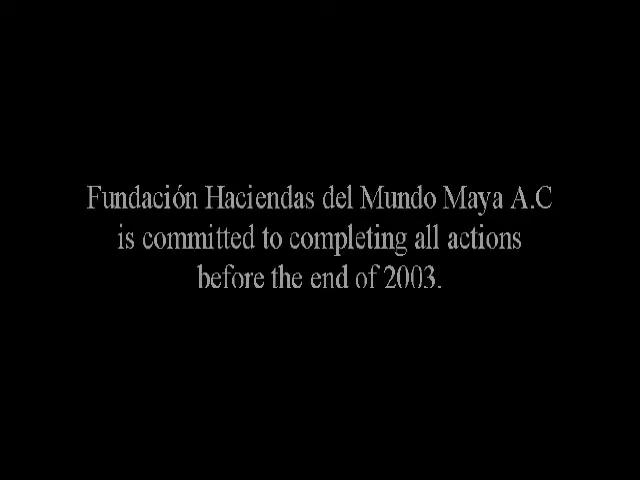 Fundación Haciendas del Mundo Maya A.C
is committed to completing all actions
before the end of 2003.